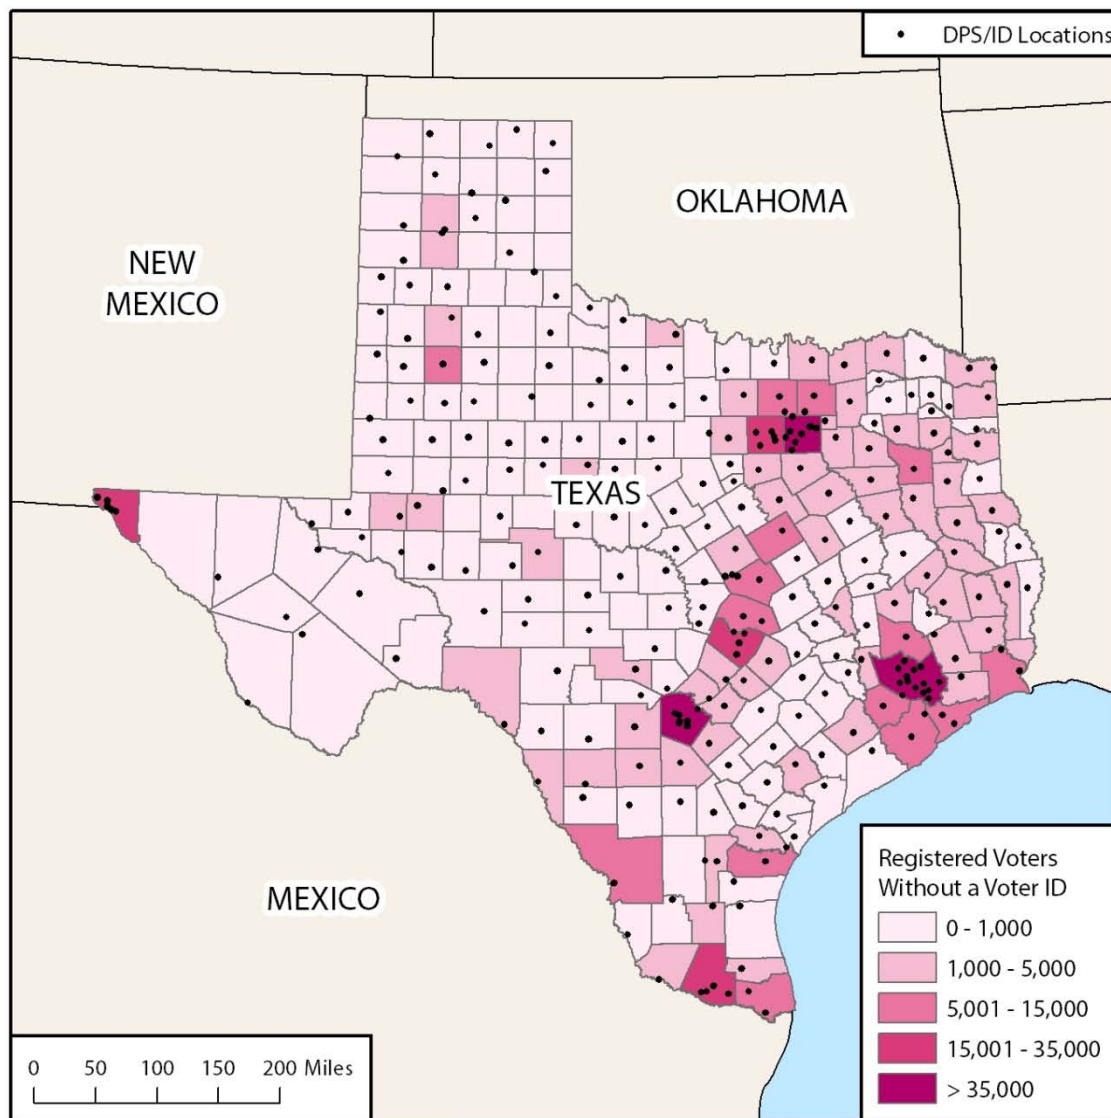 DPS/ID Locations
OKLAHOMA
NEW
MEXICO
TEXAS
MEXICO
Registered Voters
Without a Voter ID
0 - 1,000
1,000 - 5,000
5,001 - 15,000
15,001 - 35,000
> 35,000
0 50 100 150 200 Miles